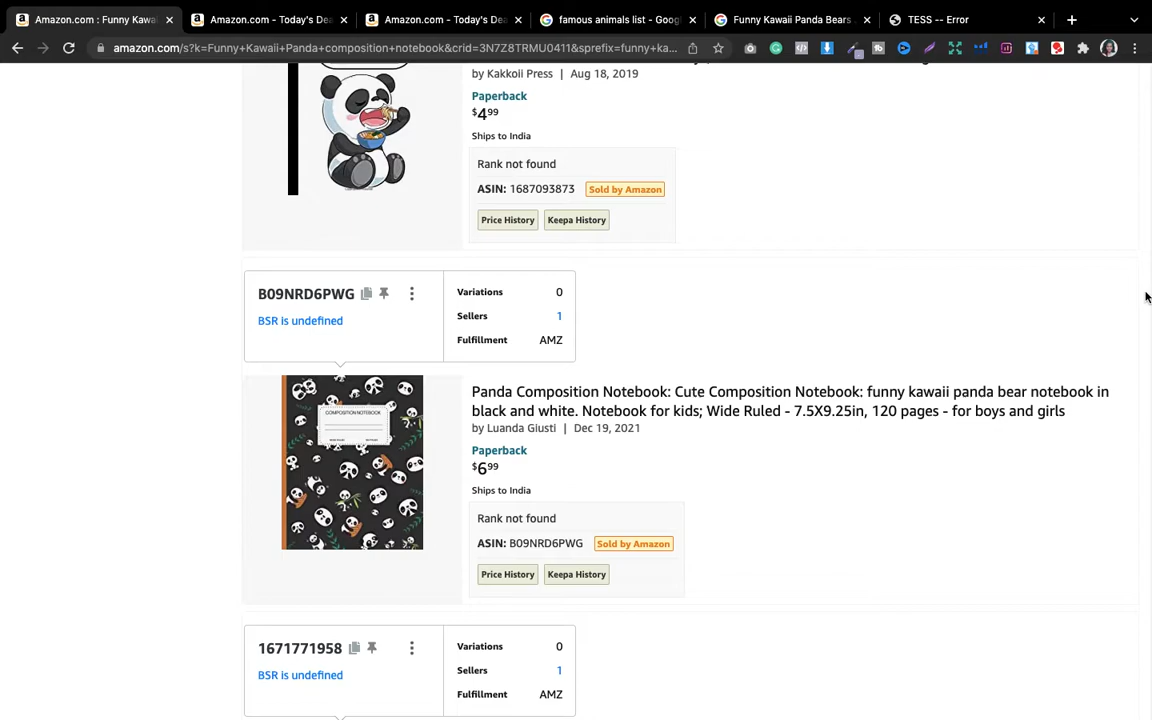 Amazon.com : Funny Kawai
Amazon.com - Today's Dea
Amazon.com - Today's Dea
famous animals list - Goog
Funny Kawaii Panda Bears
TESS -- Error
amazon.com/s?k=Funny+Kawaii+Panda+composition+notebook&crid=3N7Z8TRMU0411&sprefix=funny+ka...
by Kakkoii Press | Aug 18, 2019
Paperback
$4.99
Ships to India
Rank not found
ASIN: 1687093873 Sold by Amazon
Price History Keepa History
B09NRD6PWG
BSR is undefined
Variations 0
Sellers 1
Fulfillment AMZ
COMPOSITION NOTEBOOK
Panda Composition Notebook: Cute Composition Notebook: funny kawaii panda bear notebook in
black and white. Notebook for kids; Wide Ruled - 7.5X9.25in, 120 pages - for boys and girls
by Luanda Giusti | Dec 19, 2021
Paperback
$6.99
Ships to India
Rank not found
ASIN: B09NRD6PWG Sold by Amazon
Price History Keepa History
1671771958
BSR is undefined
Variations 0
Sellers 1
Fulfillment AMZ